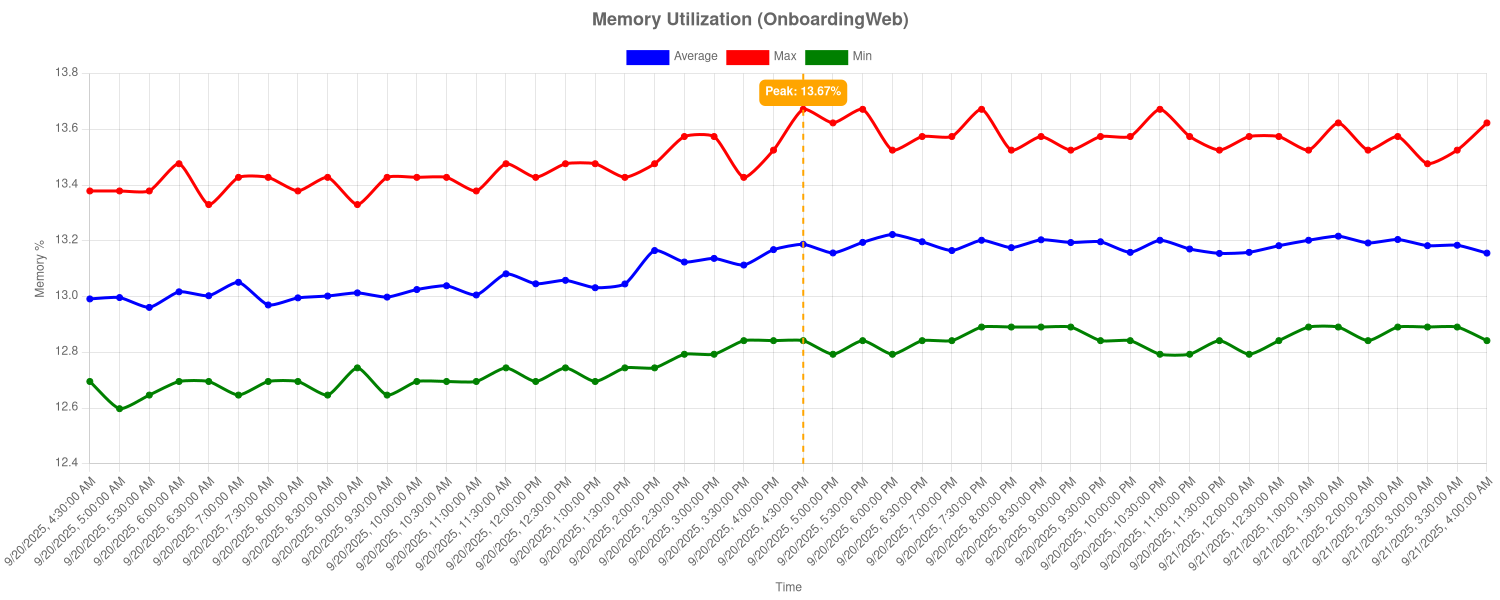 Memory Utilization (OnboardingWeb)
Average Max Min
Peak: 13.67%
13.8
13.6
13.4
13.2
13.0
12.8
12.6
12.4
Memory %
9/20/2025, 4:30:00 AM
9/20/2025, 5:00:00 AM
9/20/2025, 5:30:00 AM
9/20/2025, 6:00:00 AM
9/20/2025, 6:30:00 AM
9/20/2025, 7:00:00 AM
9/20/2025, 7:30:00 AM
9/20/2025, 8:00:00 AM
9/20/2025, 8:30:00 AM
9/20/2025, 9:00:00 AM
9/20/2025, 9:30:00 AM
9/20/2025, 10:00:00 AM
9/20/2025, 10:30:00 AM
9/20/2025, 11:00:00 AM
9/20/2025, 11:30:00 AM
9/20/2025, 12:00:00 PM
9/20/2025, 12:30:00 PM
9/20/2025, 1:00:00 PM
9/20/2025, 1:30:00 PM
9/20/2025, 2:00:00 PM
9/20/2025, 2:30:00 PM
9/20/2025, 3:00:00 PM
9/20/2025, 3:30:00 PM
9/20/2025, 4:00:00 PM
9/20/2025, 4:30:00 PM
9/20/2025, 5:00:00 PM
9/20/2025, 5:30:00 PM
9/20/2025, 6:00:00 PM
9/20/2025, 6:30:00 PM
9/20/2025, 7:00:00 PM
9/20/2025, 7:30:00 PM
9/20/2025, 8:00:00 PM
9/20/2025, 8:30:00 PM
9/20/2025, 9:00:00 PM
9/20/2025, 9:30:00 PM
9/20/2025, 10:00:00 PM
9/20/2025, 10:30:00 PM
9/20/2025, 11:00:00 PM
9/20/2025, 11:30:00 PM
9/21/2025, 12:00:00 AM
9/21/2025, 12:30:00 AM
9/21/2025, 1:00:00 AM
9/21/2025, 1:30:00 AM
9/21/2025, 2:00:00 AM
9/21/2025, 2:30:00 AM
9/21/2025, 3:00:00 AM
9/21/2025, 3:30:00 AM
9/21/2025, 4:00:00 AM
Time